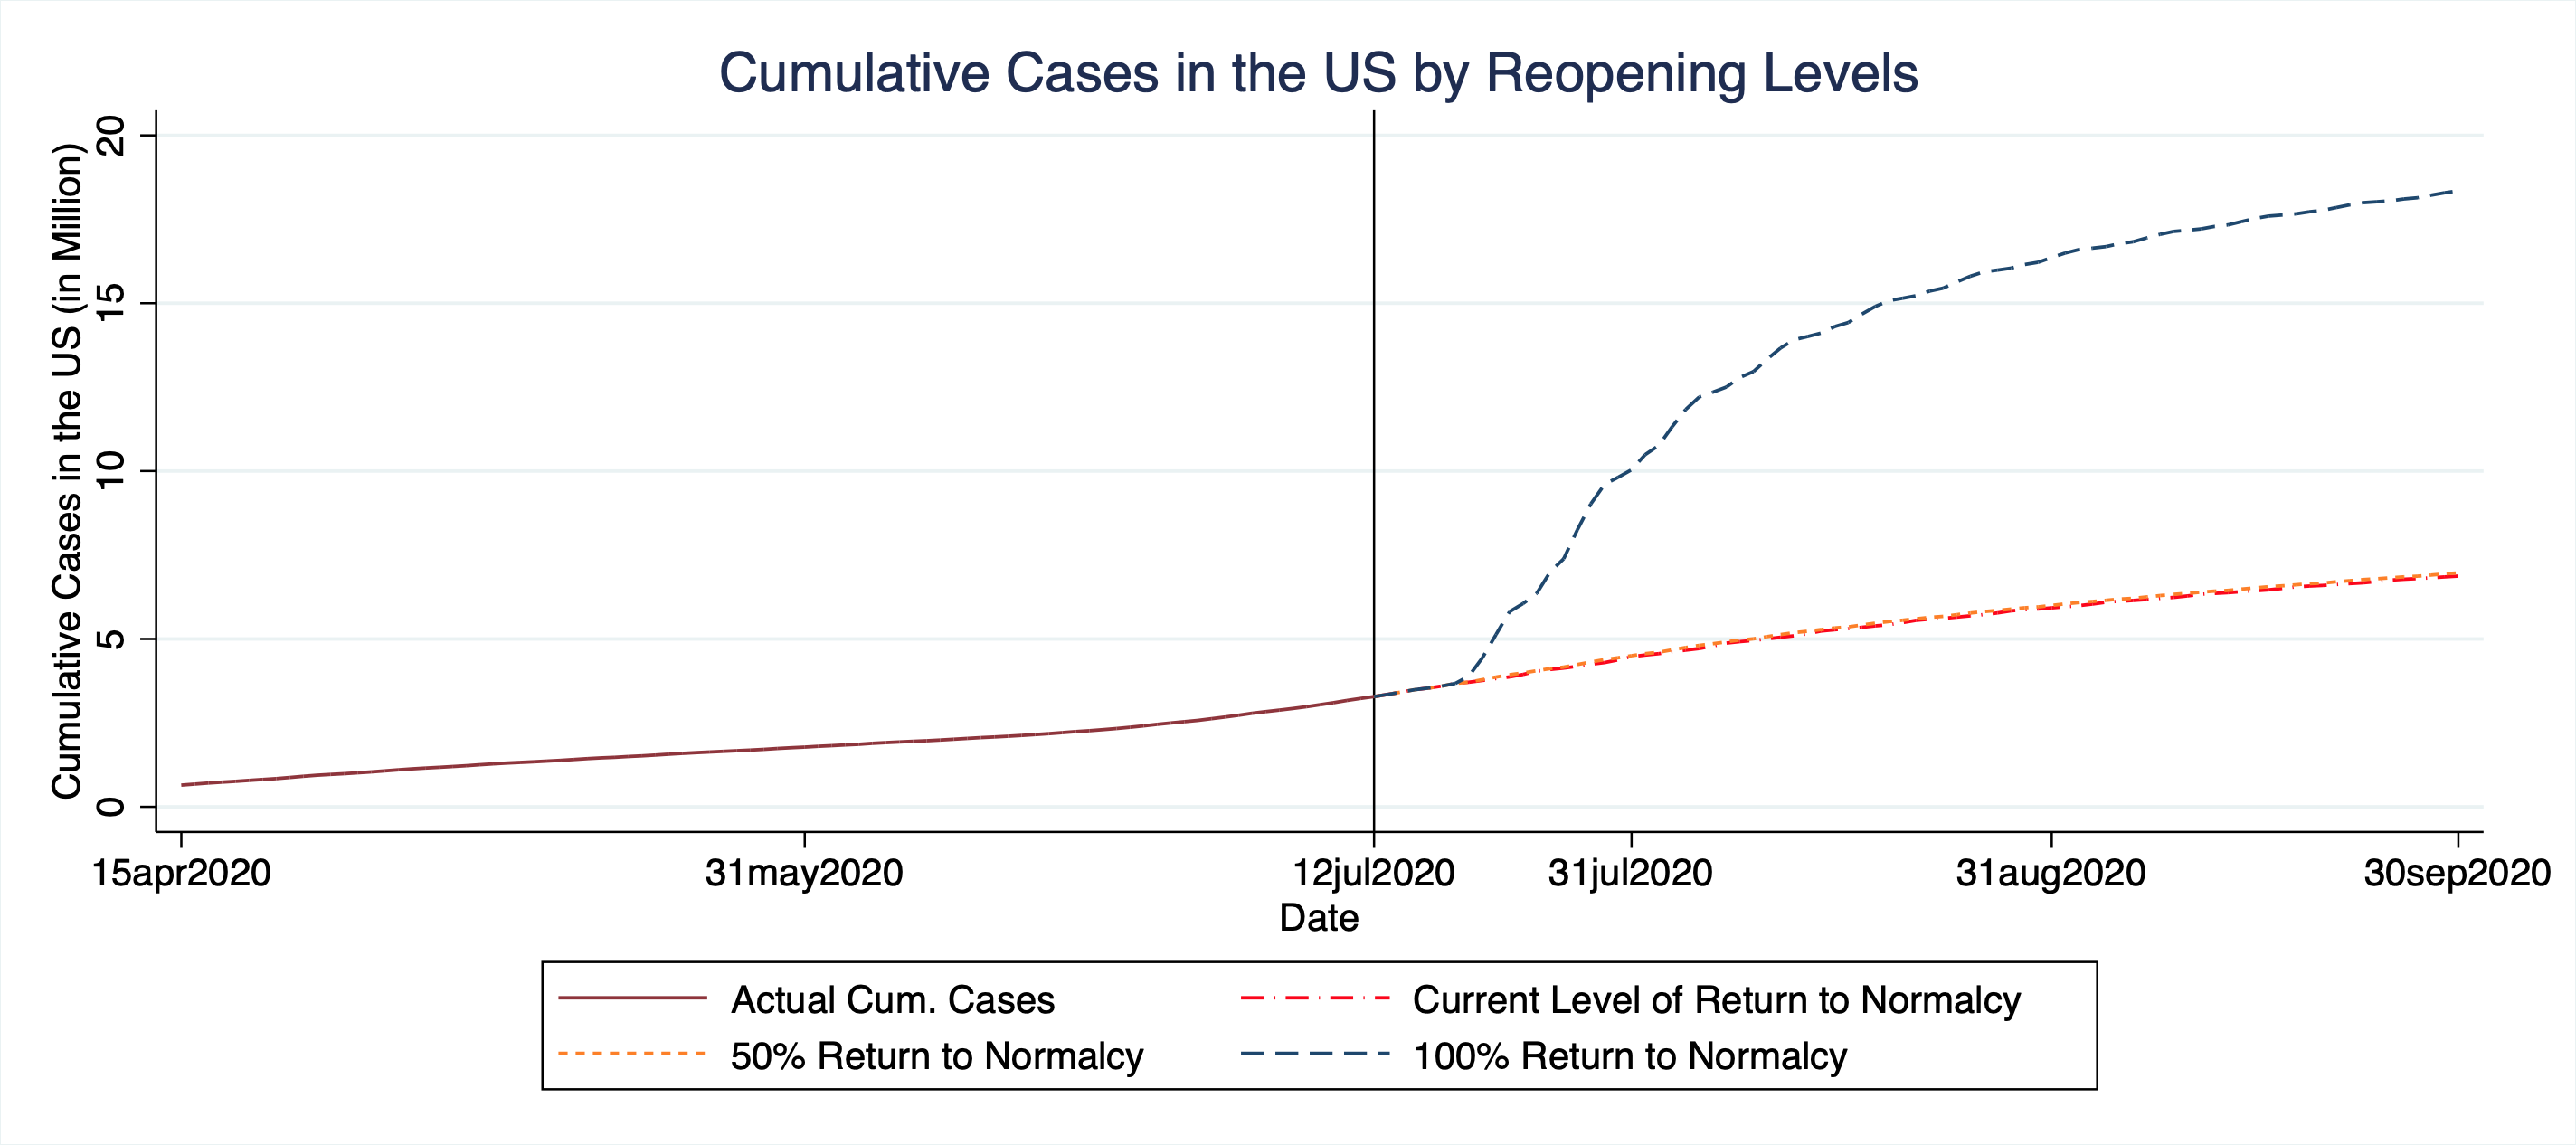 Cumulative Cases in the US by Reopening Levels
Cumulative Cases in the US (in Million)
20
15
10
5
0
15apr2020 31may2020 12jul2020 31jul2020 31aug2020 30sep2020
Date
Actual Cum. Cases Current Level of Return to Normalcy
50% Return to Normalcy 100% Return to Normalcy